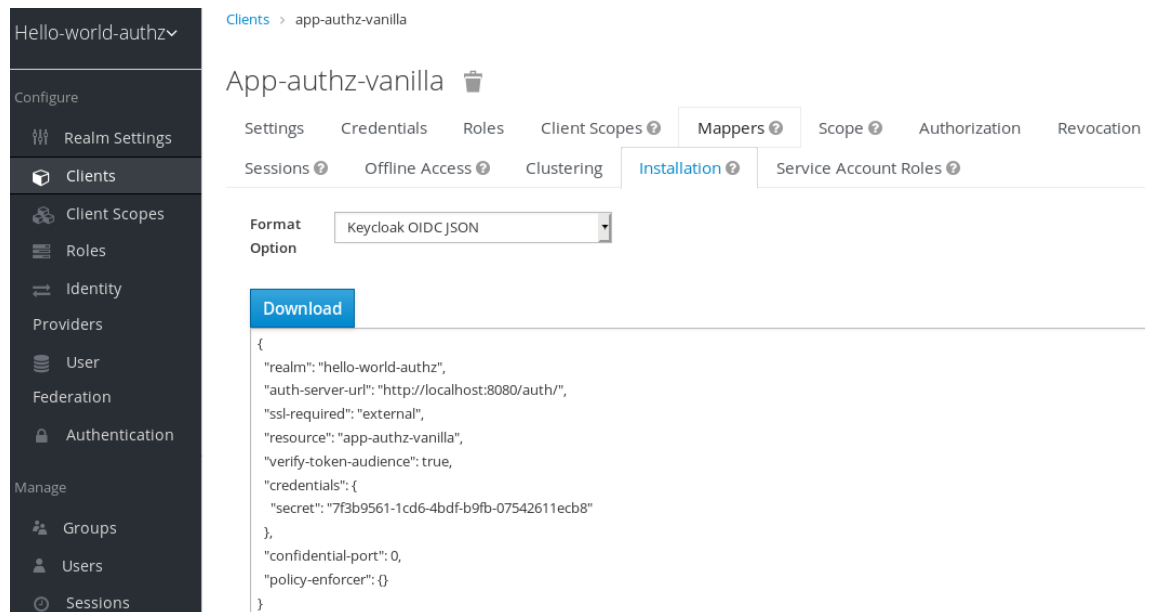 Hello-world-authz
Configure
Realm Settings
Clients
Client Scopes
Roles
Identity
Providers
User
Federation
Authentication
Manage
Groups
Users
Sessions
Clients > app-authz-vanilla
App-authz-vanilla
Settings Credentials Roles Client Scopes Mappers Scope Authorization Revocation
Sessions Offline Access Clustering Installation Service Account Roles
Format
Option
Keycloak OIDC JSON
Download
{
"realm": "hello-world-authz",
"auth-server-url": "http://localhost:8080/auth/",
"ssl-required": "external",
"resource": "app-authz-vanilla",
"verify-token-audience": true,
"credentials": {
"secret": "7f3b9561-1cd6-4bdf-b9fb-07542611ecb8"
},
"confidential-port": 0,
"policy-enforcer": {}
}